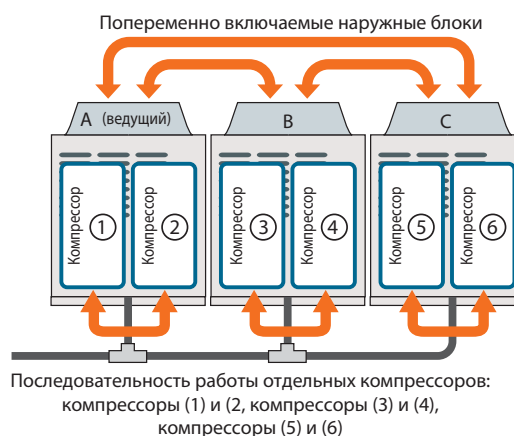 Попеременно включаемые наружные блоки
A (ведущий)
B
C
Компрессор ①
Компрессор ②
Компрессор ③
Компрессор ④
Компрессор ⑤
Компрессор ⑥
Последовательность работы отдельных компрессоров:
компрессоры (1) и (2, компрессоры (3) и (4),
компрессоры (5) и (6)